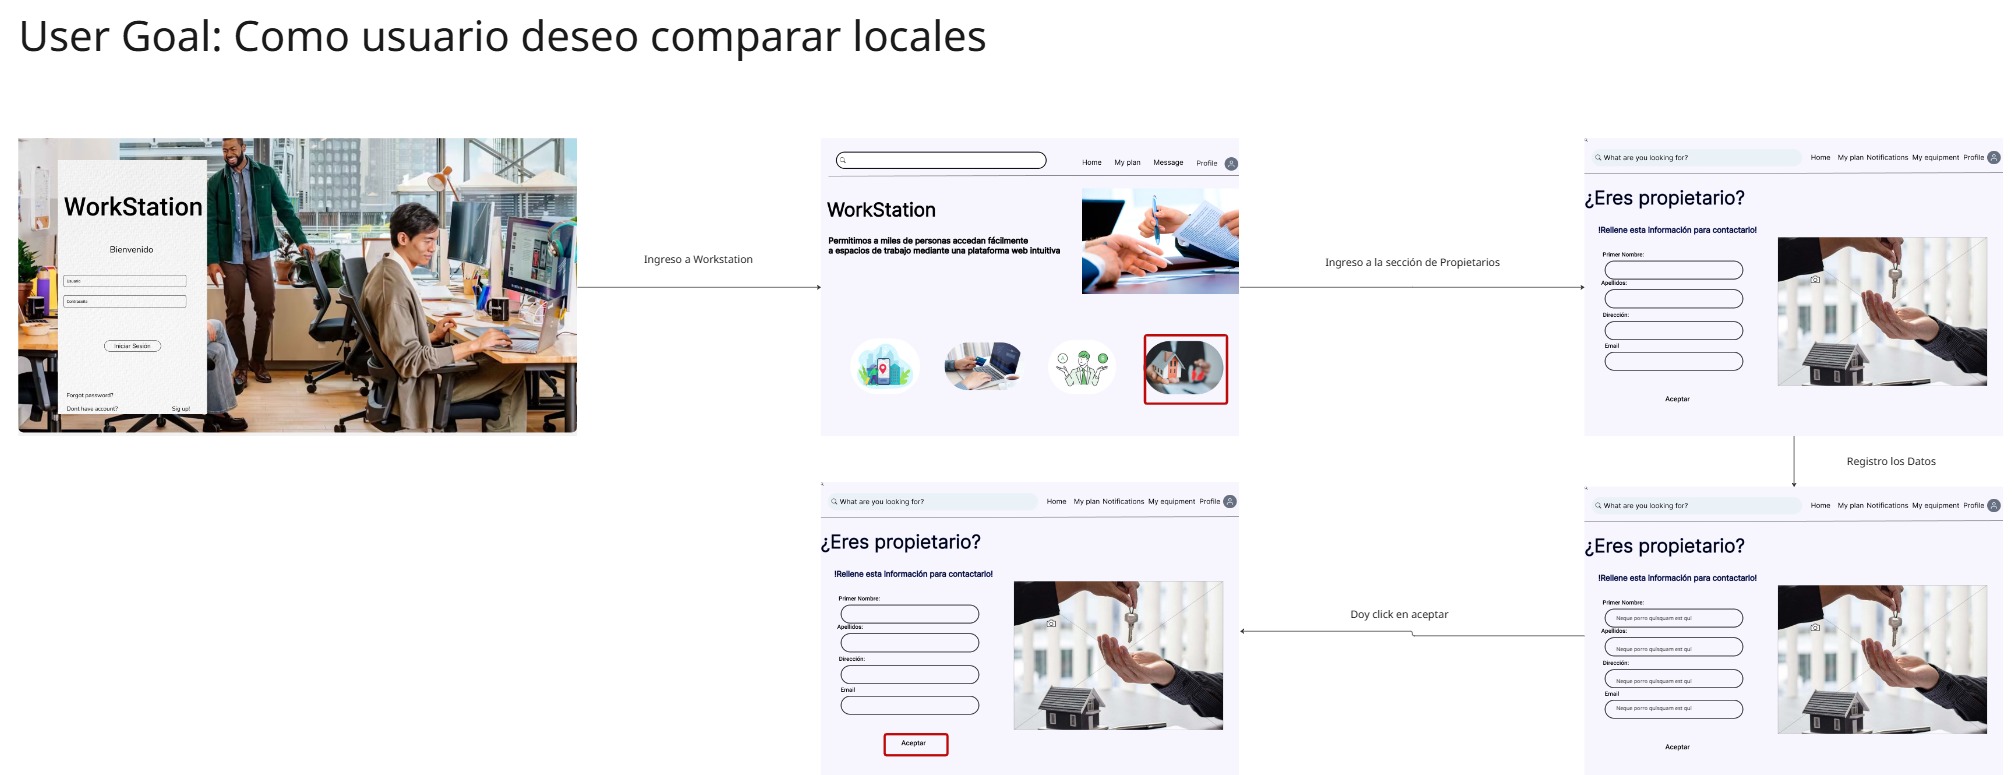 User Goal: Como usuario deseo comparar locales
WorkStation
Bienvenido
Usuario
Contraseña
Iniciar Sesión
Forgot password?
Dont have account? Sig up!
Ingreso a Workstation
Home My plan Message Profile
WorkStation
Permitimos a miles de personas accedan fácilmente
a espacios de trabajo mediante una plataforma web intuitiva
Ingreso a la sección de Propietarios
What are you looking for? Home My plan Notifications My equipment Profile
¿Eres propietario?
!Rellene esta información para contactarlo!
Primer Nombre:
Apellidos:
Dirección:
Email
Aceptar
Registro los Datos
What are you looking for? Home My plan Notifications My equipment Profile
¿Eres propietario?
!Rellene esta información para contactarlo!
Primer Nombre:
Neque porro quisquam est qui
Apellidos:
Neque porro quisquam est qui
Dirección:
Neque porro quisquam est qui
Email
Neque porro quisquam est qui
Aceptar
Doy click en aceptar
What are you looking for? Home My plan Notifications My equipment Profile
¿Eres propietario?
!Rellene esta información para contactarlo!
Primer Nombre:
Apellidos:
Dirección:
Email
Aceptar